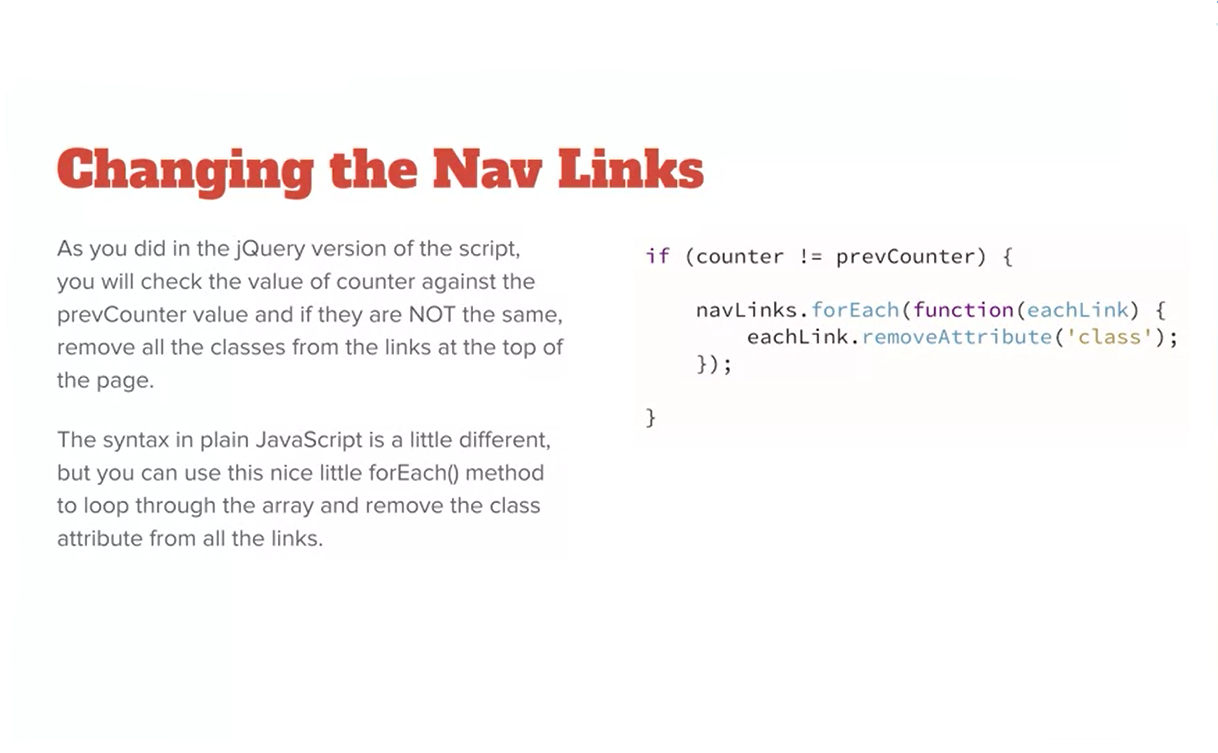 Changing the Nav Links
As you did in the jQuery version of the script,
you will check the value of counter against the
prevCounter value and if they are NOT the same,
remove all the classes from the links at the top of
the page.
The syntax in plain JavaScript is a little different,
but you can use this nice little forEach() method
to loop through the array and remove the class
attribute from all the links.
if (counter != prevCounter) {
navLinks.forEach(function(eachLink) {
eachLink.removeAttribute('class');
});
}